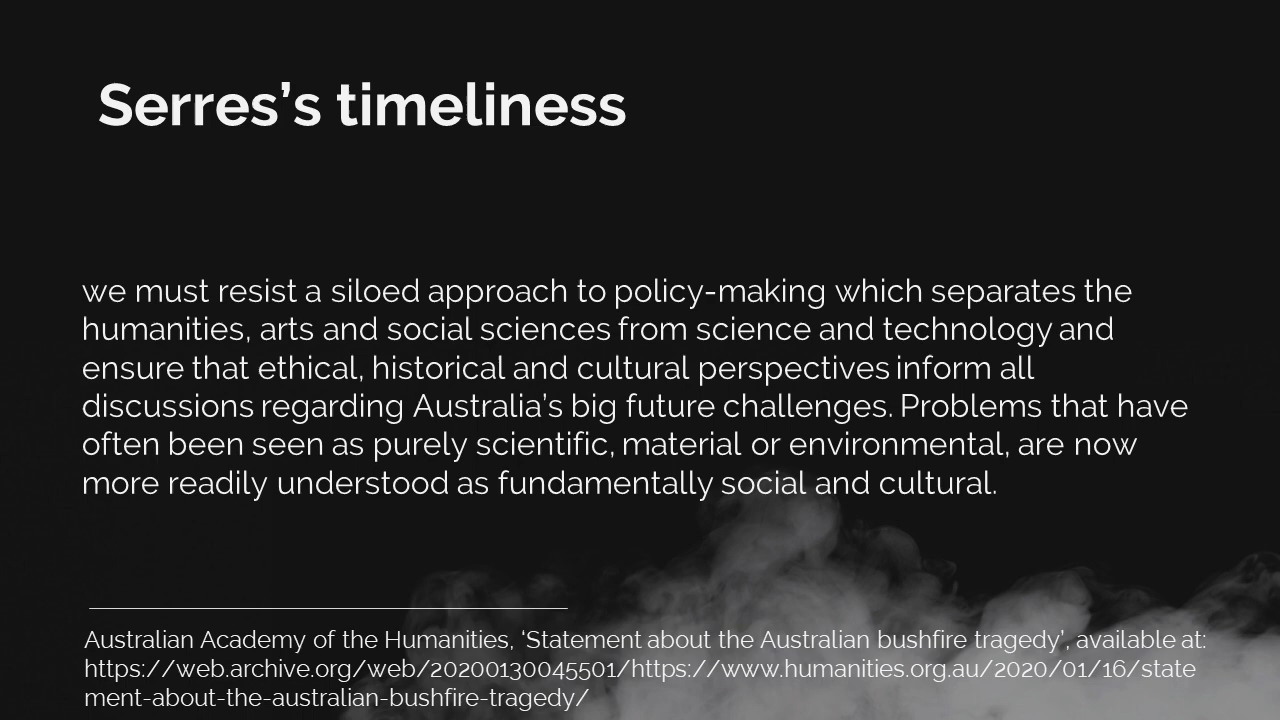 Serres’s timeliness
we must resist a siloed approach to policy-making which separates the
humanities, arts and social sciences from science and technology and
ensure that ethical, historical and cultural perspectives inform all
discussions regarding Australia’s big future challenges. Problems that have
often been seen as purely scientific, material or environmental, are now
more readily understood as fundamentally social and cultural.
Australian Academy of the Humanities, ‘Statement about the Australian bushfire tragedy’, available at:
https://web.archive.org/web/20200130045501/https://www.humanities.org.au/2020/01/16/state
ment-about-the-australian-bushfire-tragedy/